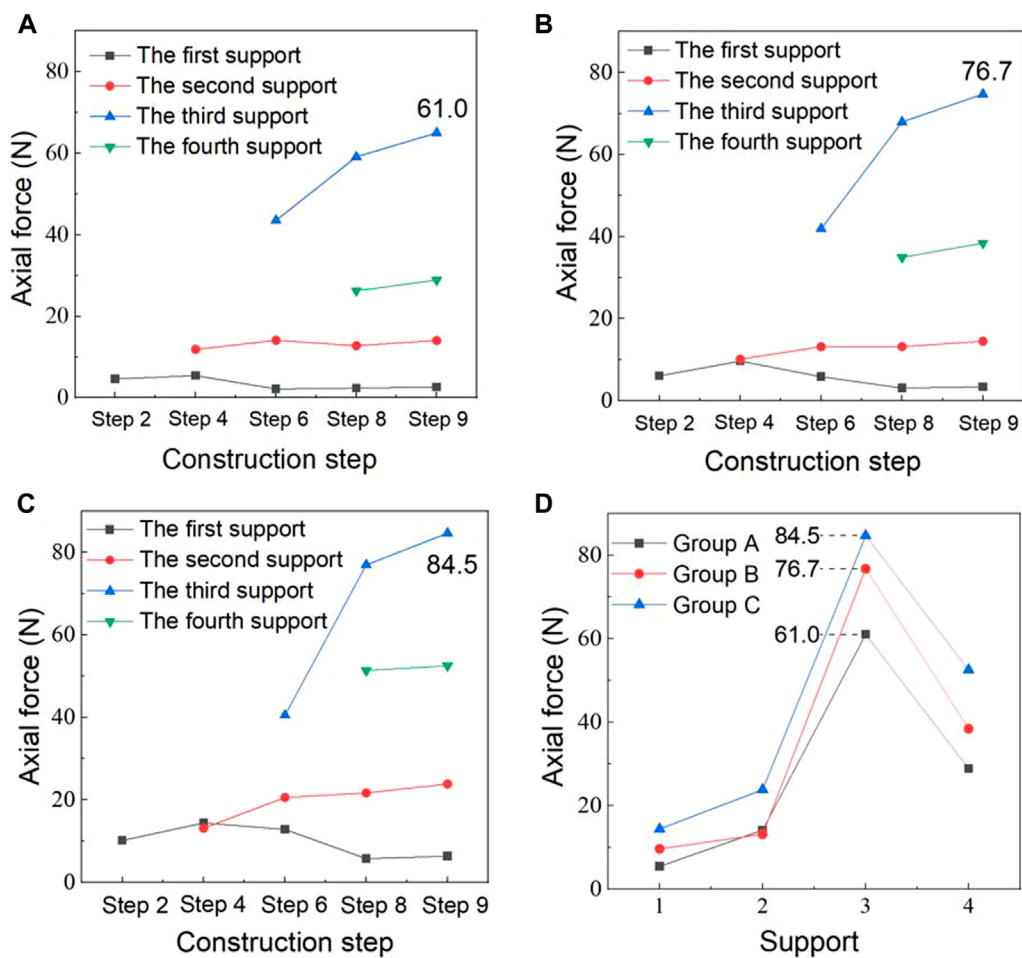 A
The first support
The second support
The third support
The fourth support
61.0
80
60
40
20
0
Axial force (N)
Step 2 Step 4 Step 6 Step 8 Step 9
Construction step
B
The first support
The second support
The third support
The fourth support
76.7
80
60
40
20
0
Axial force (N)
Step 2 Step 4 Step 6 Step 8 Step 9
Construction step
C
The first support
The second support
The third support
The fourth support
84.5
80
60
40
20
0
Axial force (N)
Step 2 Step 4 Step 6 Step 8 Step 9
Construction step
D
Group A
Group B
Group C
84.5
76.7
61.0
80
60
40
20
0
Axial force (N)
1 2 3 4
Support